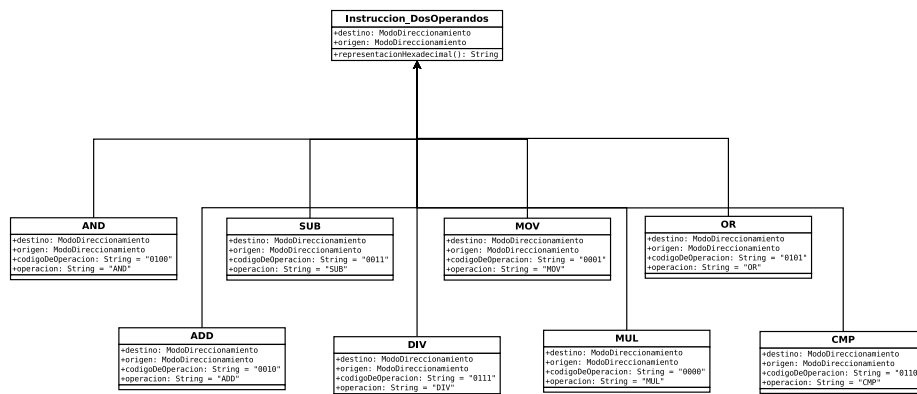 Instruccion_DosOperandos
+destino: ModoDireccionamiento
+origen: ModoDireccionamiento
+representacionHexadecimal(): String
AND
+destino: ModoDireccionamiento
+origen: ModoDireccionamiento
+codigoDeOperacion: String = "0100"
+operacion: String = "AND"
SUB
+destino: ModoDireccionamiento
+origen: ModoDireccionamiento
+codigoDeOperacion: String = "0011"
+operacion: String = "SUB"
MOV
+destino: ModoDireccionamiento
+origen: ModoDireccionamiento
+codigoDeOperacion: String = "0001"
+operacion: String = "MOV"
OR
+destino: ModoDireccionamiento
+origen: ModoDireccionamiento
+codigoDeOperacion: String = "0101"
+operacion: String = "OR"
ADD
+destino: ModoDireccionamiento
+origen: ModoDireccionamiento
+codigoDeOperacion: String = "0010"
+operacion: String = "ADD"
DIV
+destino: ModoDireccionamiento
+origen: ModoDireccionamiento
+codigoDeOperacion: String = "0111"
+operacion: String = "DIV"
MUL
+destino: ModoDireccionamiento
+origen: ModoDireccionamiento
+codigoDeOperacion: String = "0000"
+operacion: String = "MUL"
CMP
+destino: ModoDireccionamiento
+origen: ModoDireccionamiento
+codigoDeOperacion: String = "0110
+operacion: String = "CMP"